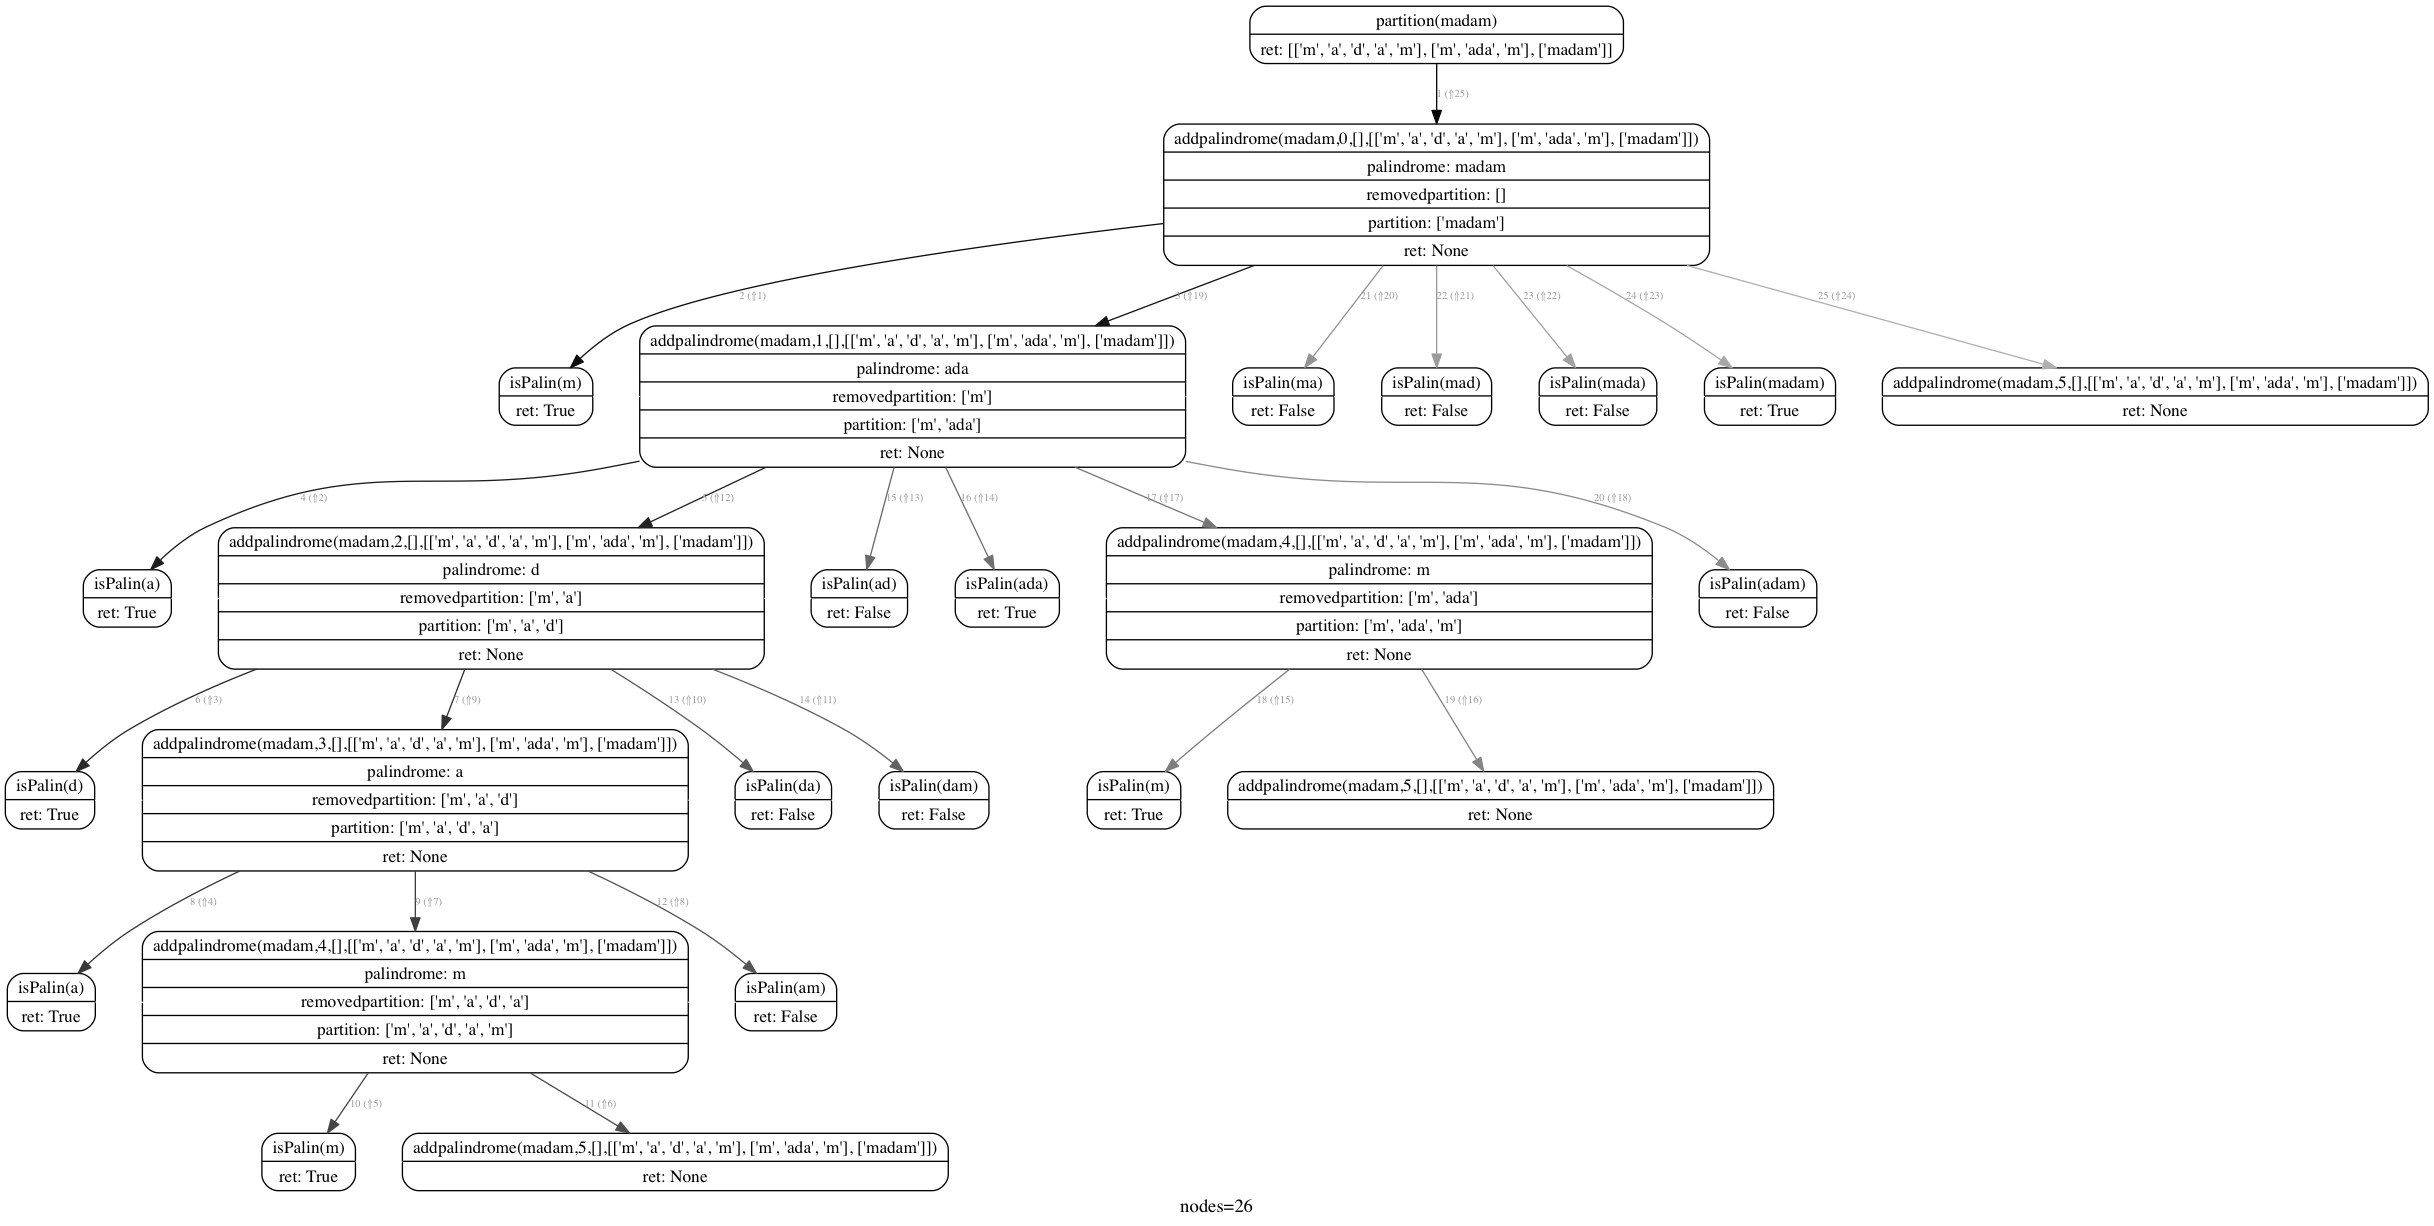 partition(madam)
ret: [['m', 'a', 'd', 'a', 'm'], ['m', 'ada', 'm'], ['madam']]
1 (⇑25)
addpalindrome(madam,0,[],[['m', 'a', 'd', 'a', 'm'], ['m', 'ada', 'm'], ['madam']])
palindrome: madam
removedpartition: []
partition: ['madam']
ret: None
2 (⇑1)
3 (⇑19)
21 (⇑20)
22 (⇑21)
23 (⇑22)
24 (⇑23)
25 (⇑24)
isPalin(m)
ret: True
addpalindrome(madam,1,[],[['m', 'a', 'd', 'a', 'm'], ['m', 'ada', 'm'], ['madam']])
palindrome: ada
removedpartition: ['m']
partition: ['m', 'ada']
ret: None
isPalin(ma)
ret: False
isPalin(mad)
ret: False
isPalin(mada)
ret: False
isPalin(madam)
ret: True
addpalindrome(madam,5,[],[['m', 'a', 'd', 'a', 'm'], ['m', 'ada', 'm'], ['madam']])
ret: None
4 (⇑2)
5 (⇑12)
15 (⇑13)
16 (⇑14)
17 (⇑17)
20 (⇑18)
isPalin(a)
ret: True
addpalindrome(madam,2,[],[['m', 'a', 'd', 'a', 'm'], ['m', 'ada', 'm'], ['madam']])
palindrome: d
removedpartition: ['m', 'a']
partition: ['m', 'a', 'd']
ret: None
isPalin(ad)
ret: False
isPalin(ada)
ret: True
addpalindrome(madam,4,[],[['m', 'a', 'd', 'a', 'm'], ['m', 'ada', 'm'], ['madam']])
palindrome: m
removedpartition: ['m', 'ada']
partition: ['m', 'ada', 'm']
ret: None
isPalin(adam)
ret: False
6 (⇑3)
7 (⇑9)
13 (⇑10)
14 (⇑11)
18 (⇑15)
19 (⇑16)
isPalin(d)
ret: True
addpalindrome(madam,3,[],[['m', 'a', 'd', 'a', 'm'], ['m', 'ada', 'm'], ['madam']])
palindrome: a
removedpartition: ['m', 'a', 'd']
partition: ['m', 'a', 'd', 'a']
ret: None
isPalin(da)
ret: False
isPalin(dam)
ret: False
isPalin(m)
ret: True
addpalindrome(madam,5,[],[['m', 'a', 'd', 'a', 'm'], ['m', 'ada', 'm'], ['madam']])
ret: None
8 (⇑4)
9 (⇑7)
12 (⇑8)
isPalin(a)
ret: True
addpalindrome(madam,4,[],[['m', 'a', 'd', 'a', 'm'], ['m', 'ada', 'm'], ['madam']])
palindrome: m
removedpartition: ['m', 'a', 'd', 'a']
partition: ['m', 'a', 'd', 'a', 'm']
ret: None
isPalin(am)
ret: False
10 (⇑5)
11 (⇑6)
isPalin(m)
ret: True
addpalindrome(madam,5,[],[['m', 'a', 'd', 'a', 'm'], ['m', 'ada', 'm'], ['madam']])
ret: None
nodes=26